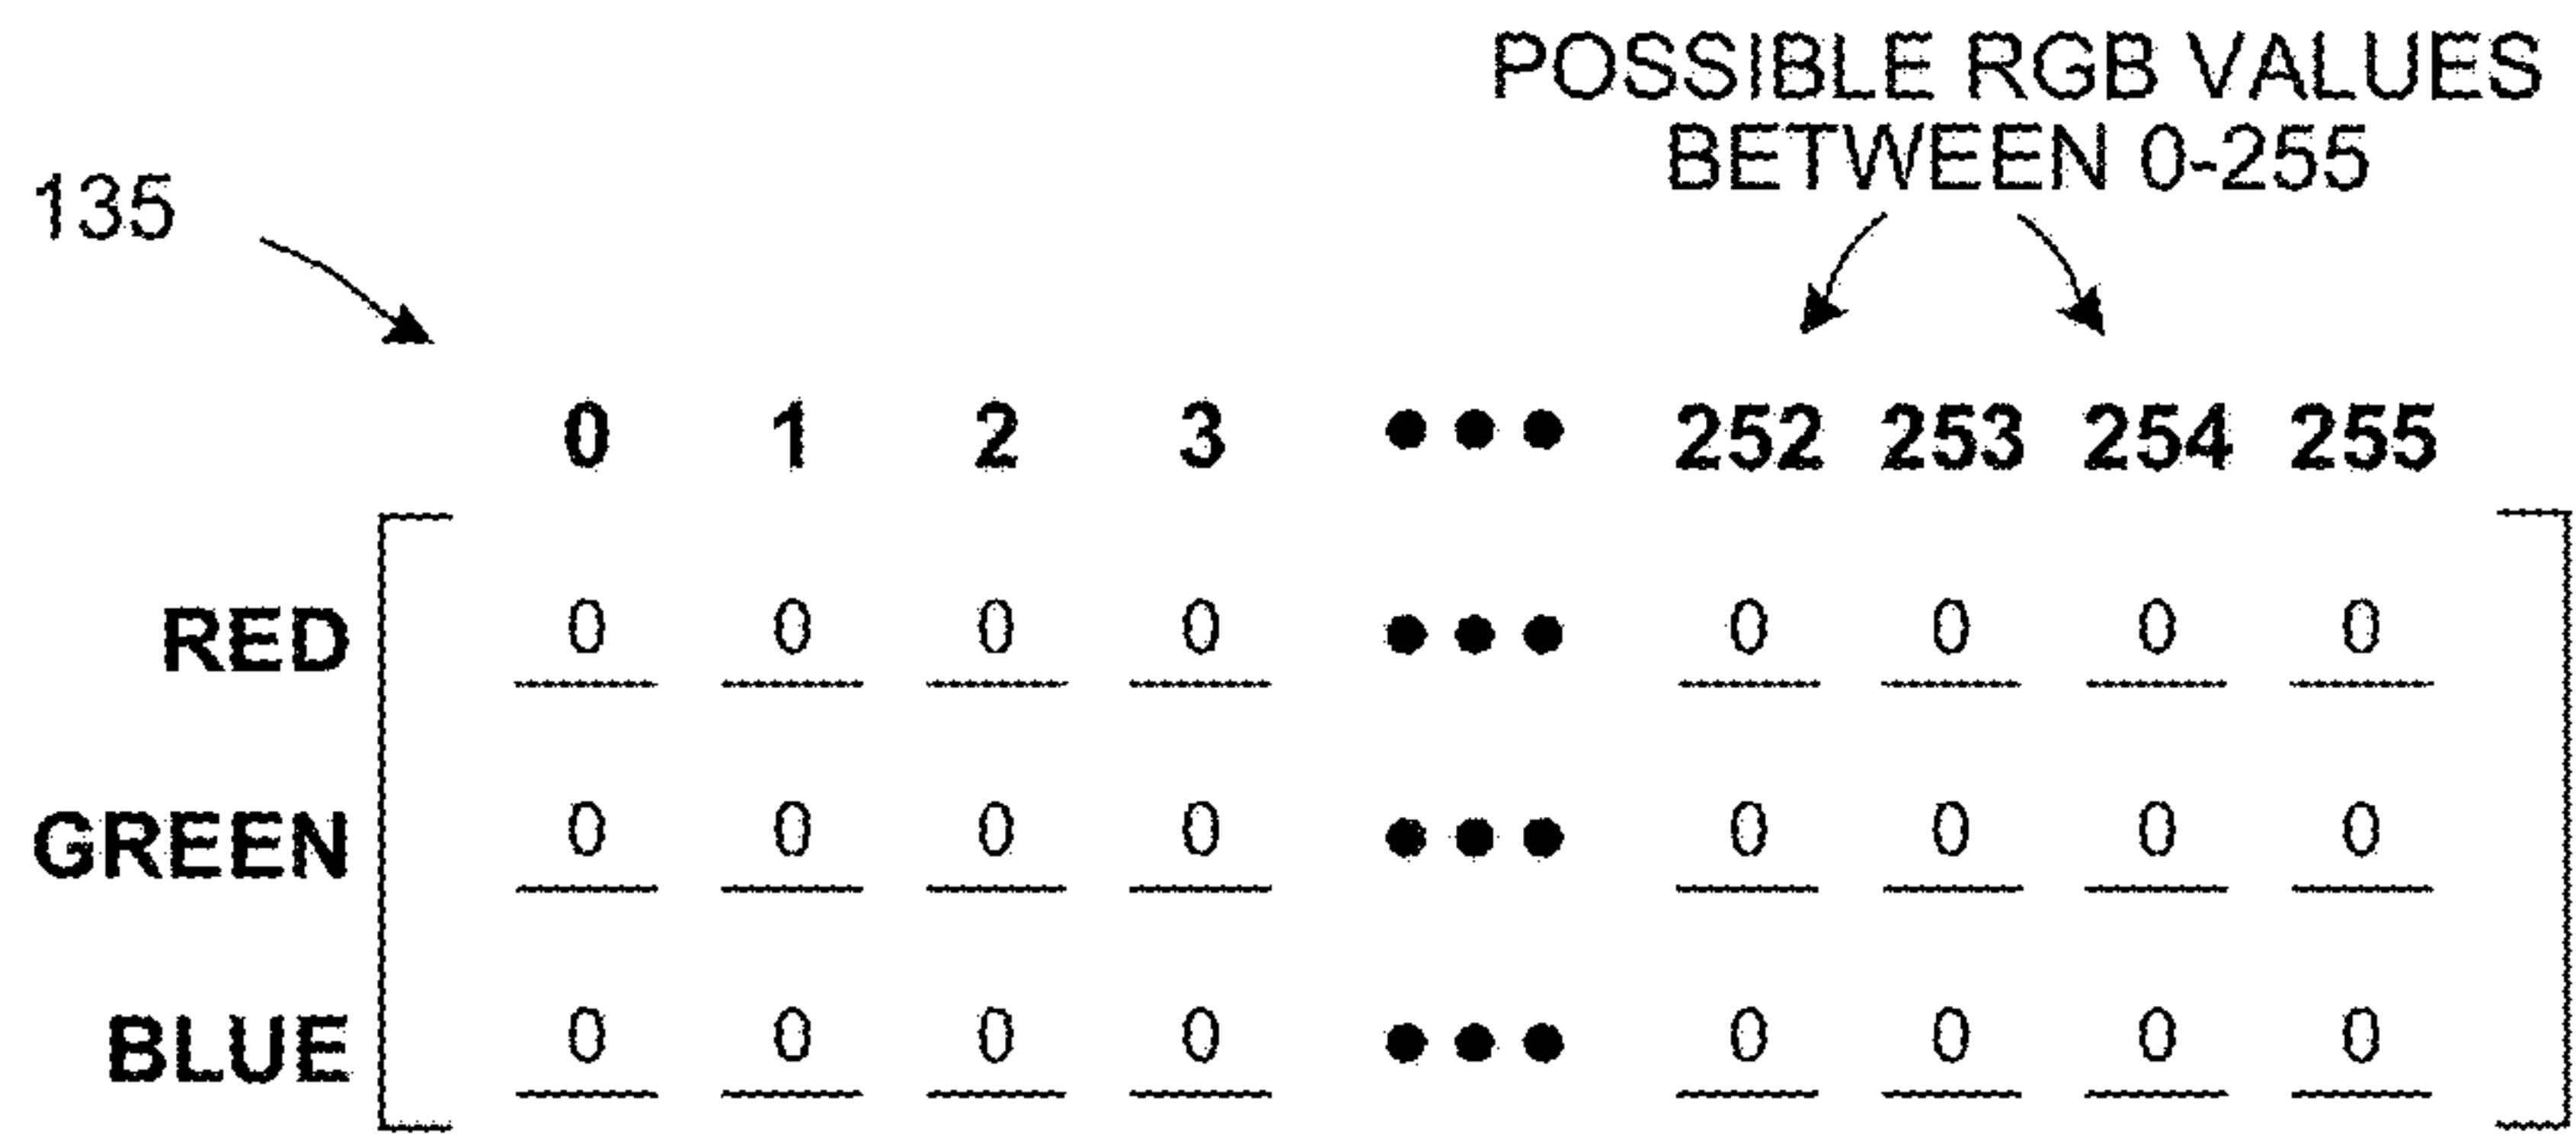 POSSIBLE RGB VALUES
BETWEEN 0-255
135
0 1 2 3 ●●● 252 253 254 255
RED 0 0 0 0 ●●● 0 0 0 0
GREEN 0 0 0 0 ●●● 0 0 0 0
BLUE 0 0 0 0 ●●● 0 0 0 0